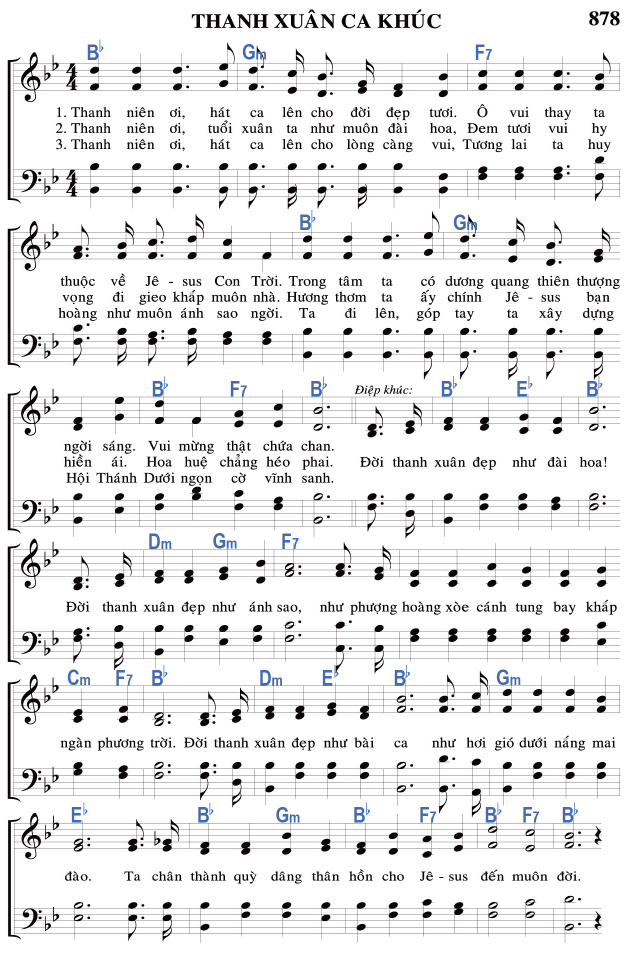 THANH XUÂN CA KHÚC 878
B♭ Gm F7
1. Thanh niên ơi, hát ca lên cho đời đẹp tươi. Ô vui thay ta
2. Thanh niên ơi, tuổi xuân ta như muôn đài hoa, Đem tươi vui hy
3. Thanh niên ơi, hát ca lên cho lòng càng vui, Tương lai ta huy
B♭ Gm
thuộc về Jê-sus Con Trời. Trong tâm ta có dương quang thiên thượng
vọng đi gieo khắp muôn nhà. Hương thơm ta ấy chính Jê-sus bạn
hoàng như muôn ánh sao ngời. Ta đi lên, góp tay ta xây dựng
B♭ F7 B♭ Điệp khúc: B♭ E♭ B♭
ngời sáng. Vui mừng thật chứa chan.
hiền ái. Hoa huệ chẳng héo phai. Đời thanh xuân đẹp như đài hoa!
Hội Thánh Dưới ngọn cờ vĩnh sanh.
Dm Gm F7
Đời thanh xuân đẹp như ánh sao, như phượng hoàng xòe cánh tung bay khắp
Cm F7 B♭ Dm E♭ B♭ Gm
ngàn phương trời. Đời thanh xuân đẹp như bài ca như hơi gió dưới nắng mai
E♭ B♭ Gm B♭ F7 B♭ F7 B♭
đào. Ta chân thành quỳ dâng thân hồn cho Jê-sus đến muôn đời.